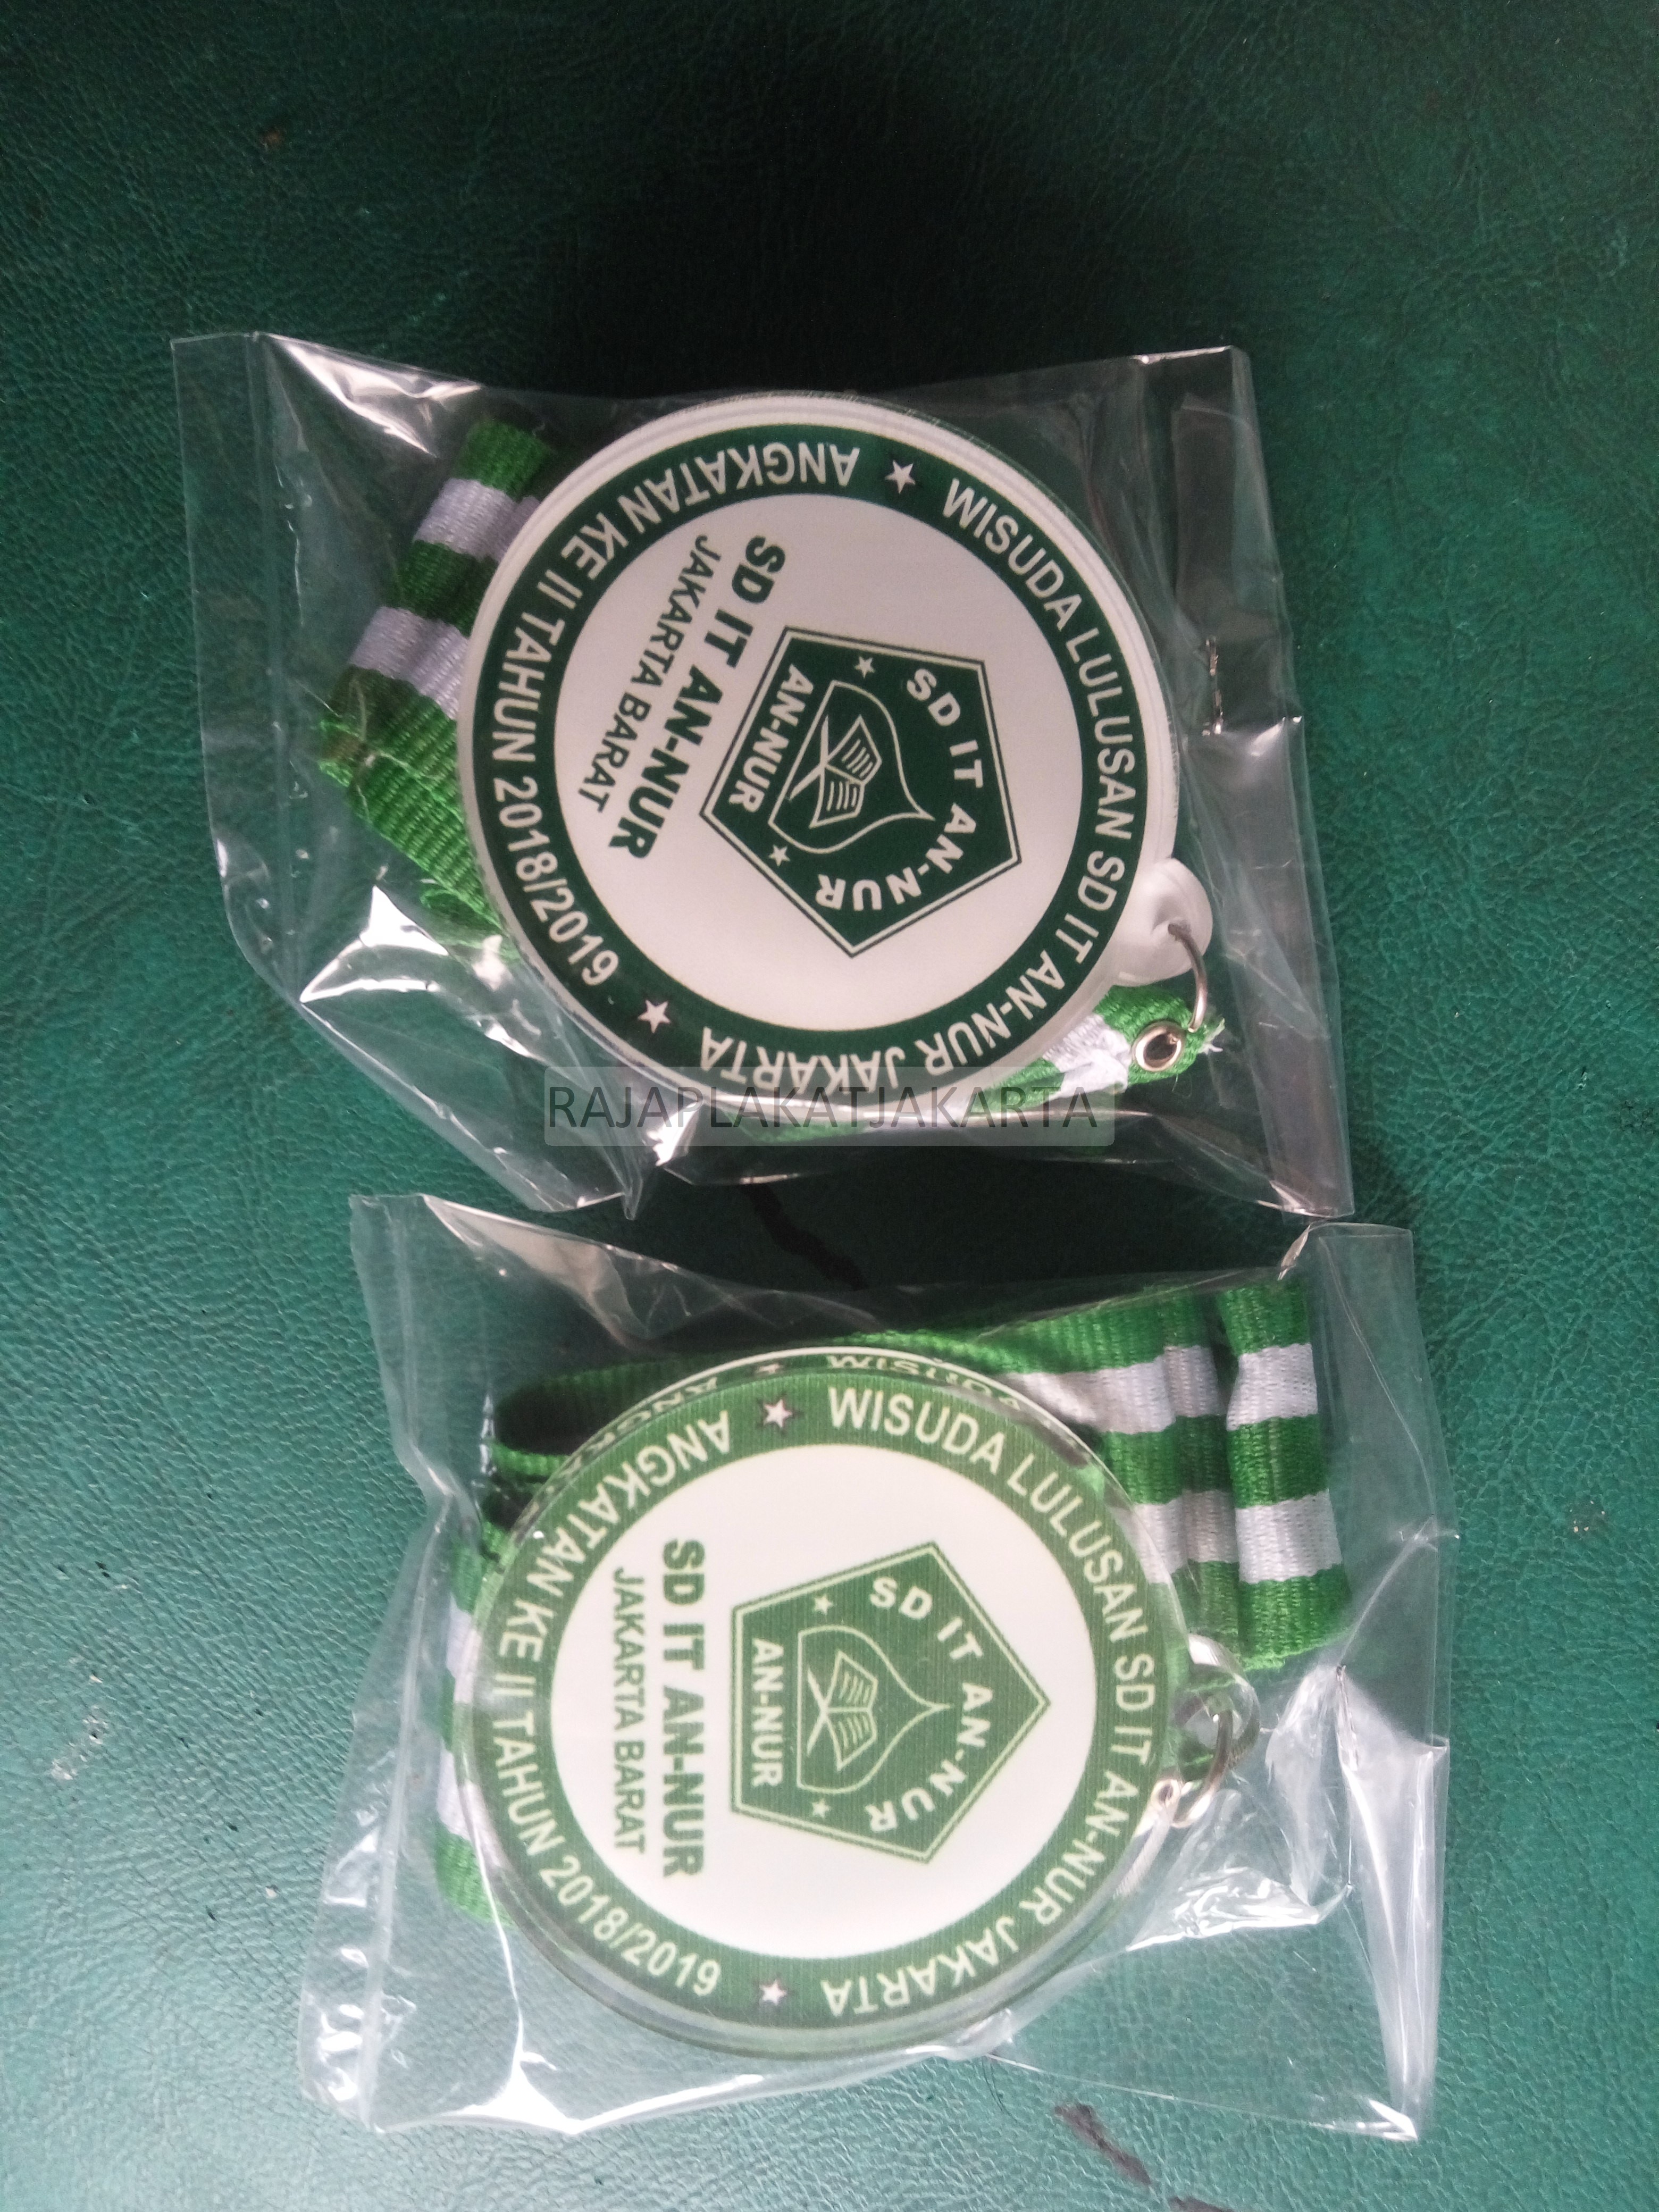 WISUDA LULUSAN SD IT AN-NUR JAKARTA
SD IT AN-NUR
AN-NUR
SD IT AN-NUR
JAKARTA BARAT
ANGKATAN KE II TAHUN 2018/2019
RAJAPLAKATJAKARTA
WISUDA LULUSAN SD IT AN-NUR JAKARTA
SD IT AN-NUR
AN-NUR
SD IT AN-NUR
JAKARTA BARAT
ANGKATAN KE II TAHUN 2018/2019